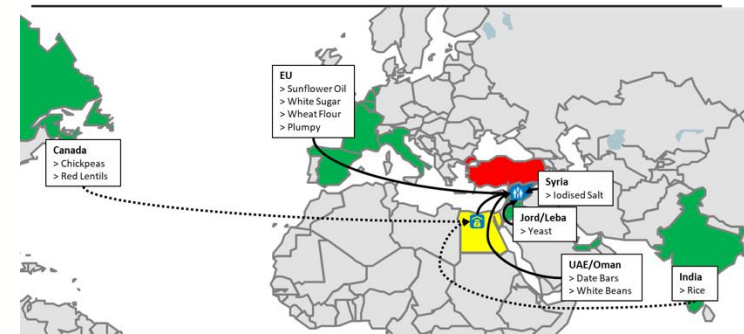 EU
> Sunflower Oil
> White Sugar
> Wheat Flour
> Plumpy
Canada
> Chickpeas
> Red Lentils
Syria
> Iodised Salt
Jord/Leba
> Yeast
UAE/Oman
> Date Bars
> White Beans
India
> Rice